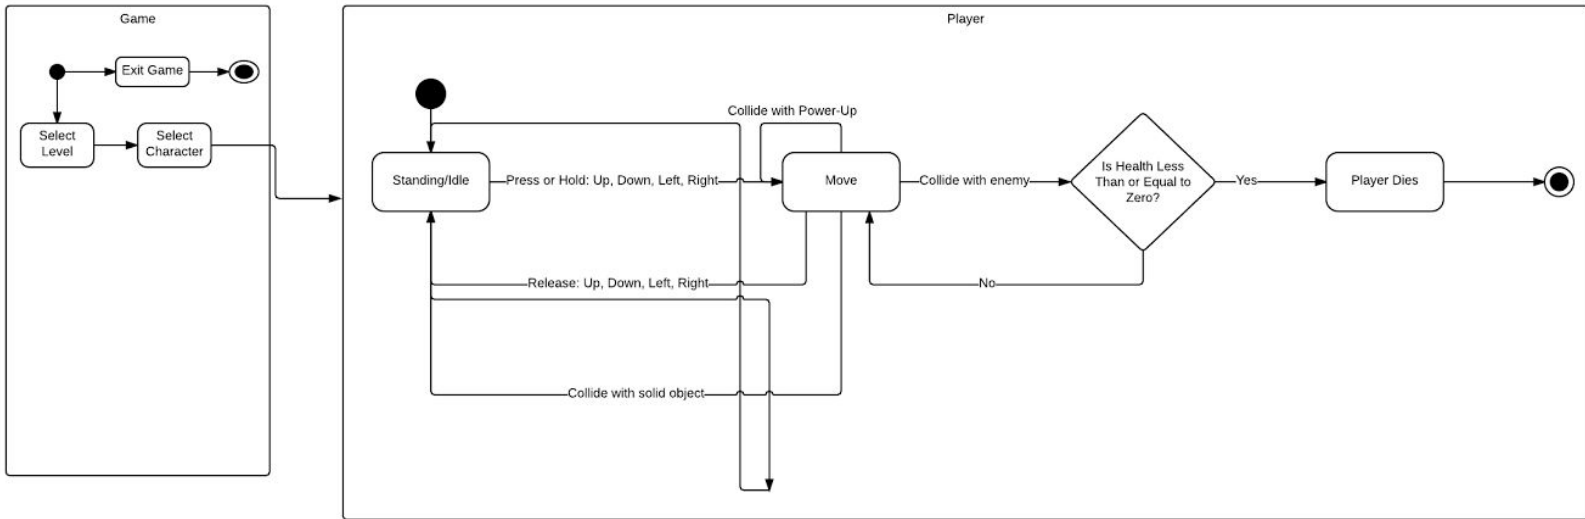 Game
Exit Game
Select
Level
Select
Character
Player
Collide with Power-Up
Standing/Idle
Press or Hold: Up, Down, Left, Right
Move
Collide with enemy
Is Health Less
Than or Equal to
Zero?
Yes
Player Dies
Release: Up, Down, Left, Right
No
Collide with solid object